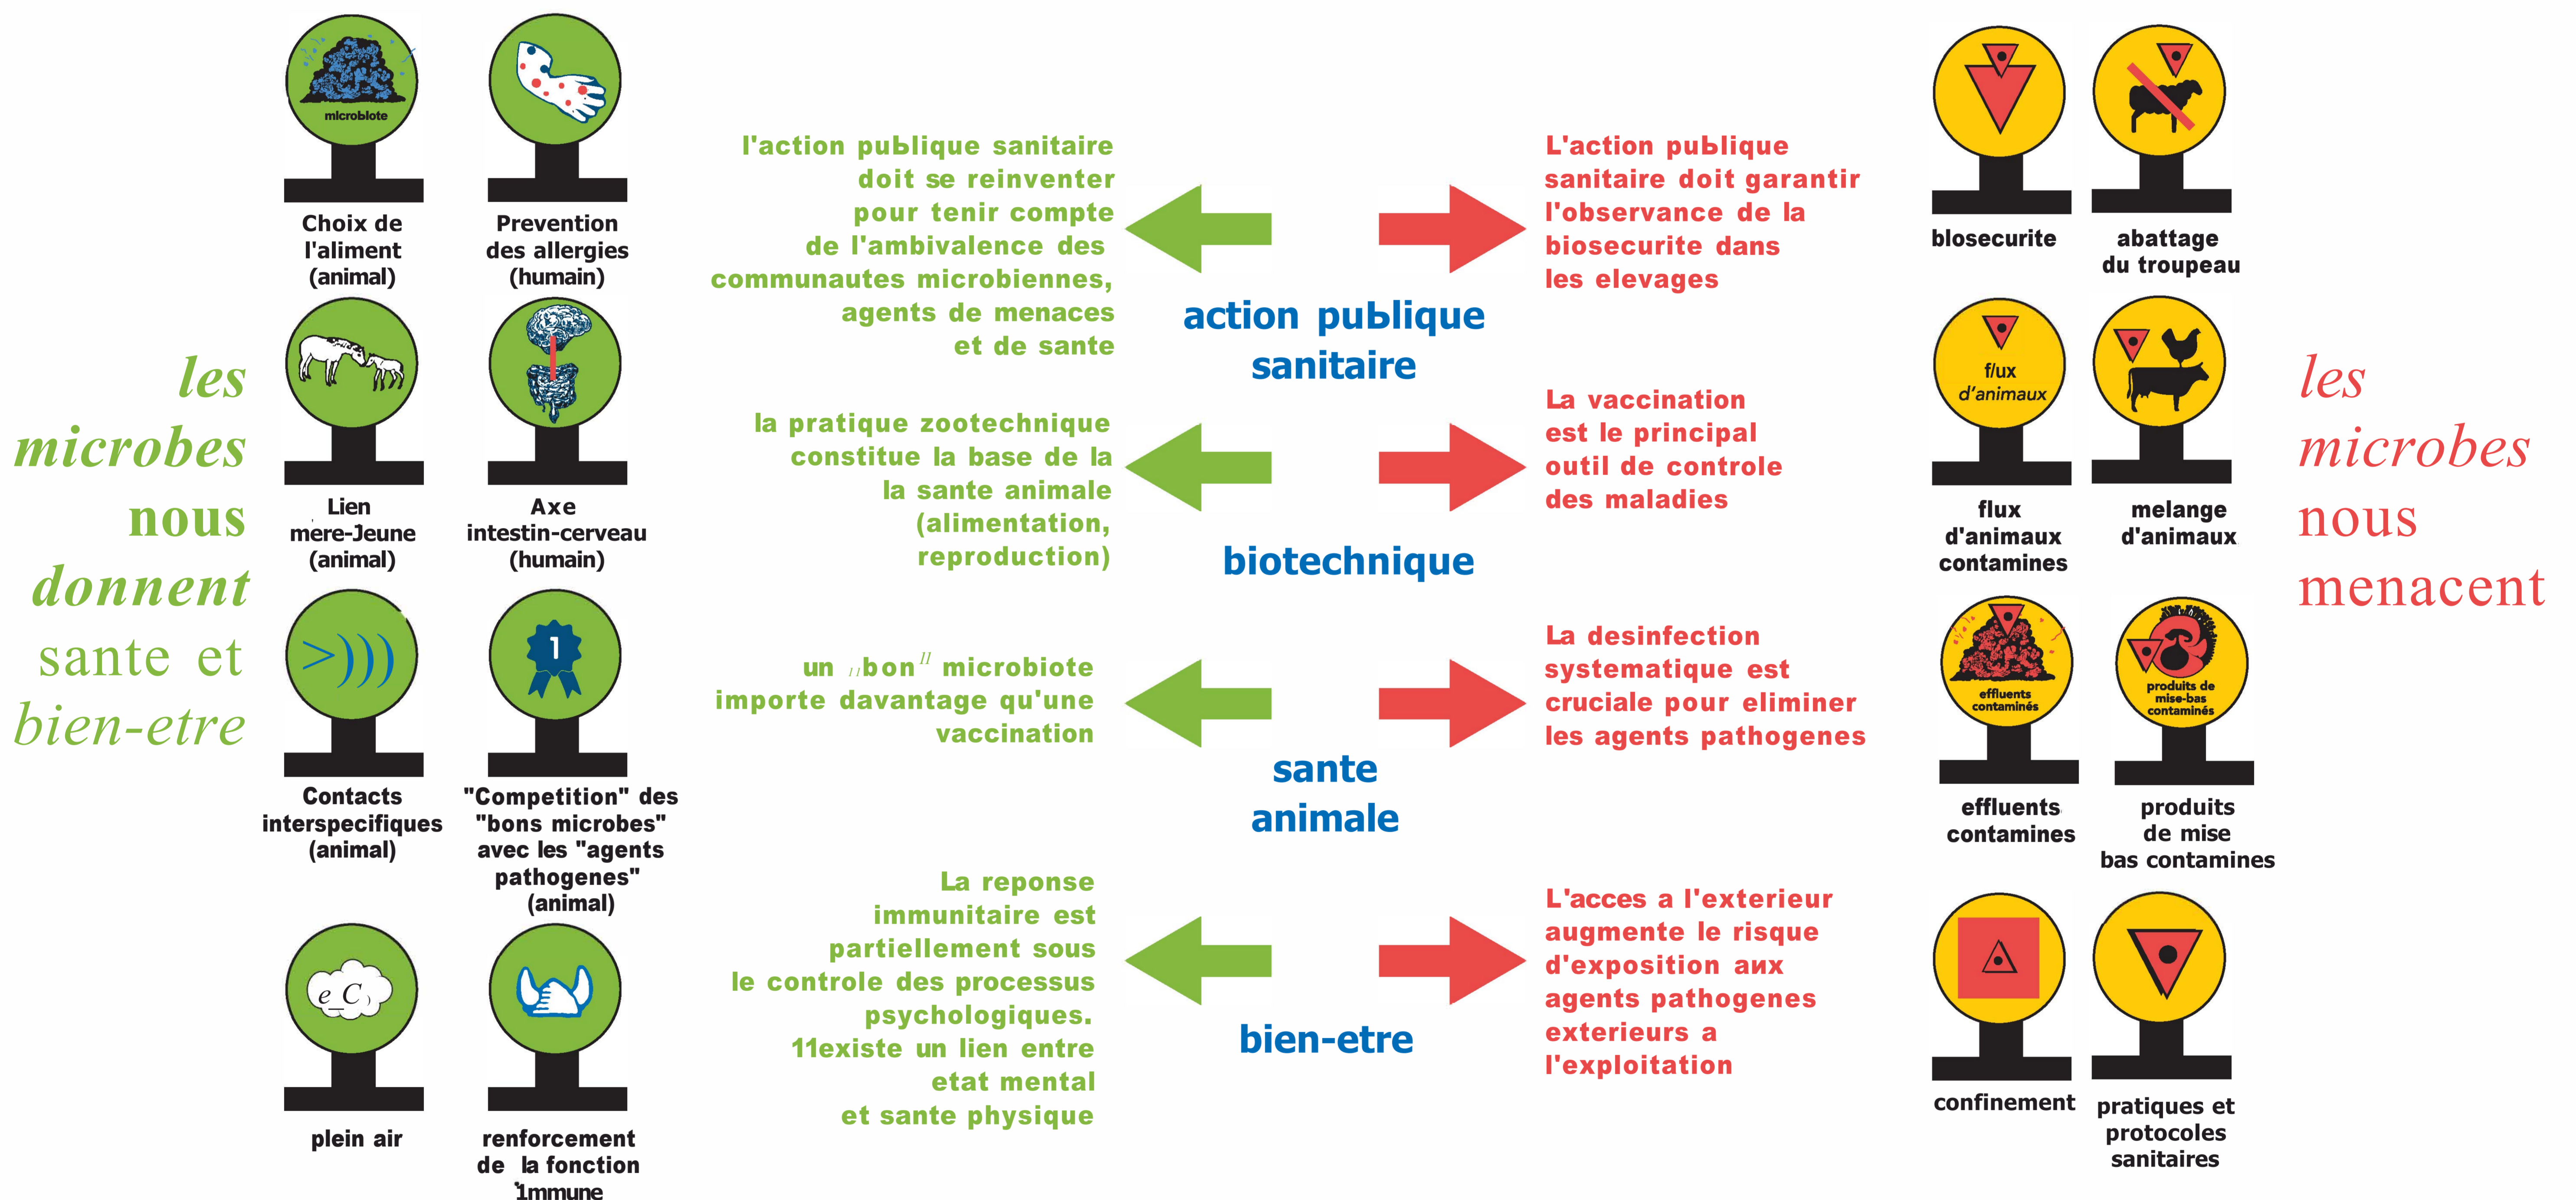 les
microbes
nous
donnent
sante et
bien-etre
microbiote
Choix de
l'aliment
(animal)
Prevention
des allergies
(humain)
Lien
mere-Jeune
(animal)
Axe
intestin-cerveau
(humain)
>)))
Contacts
interspecifiques
(animal)
1
"Competition" des
"bons microbes"
avec les "agents
pathogenes"
(animal)
e_C)
plein air
renforcement
de la fonction
1mmune
l'action publique sanitaire
doit se reinventer
pour tenir compte
de l'ambivalence des
communautes microbiennes,
agents de menaces
et de sante
la pratique zootechnique
constitue la base de la
la sante animale
(alimentation,
reproduction)
un "bon" microbiote
importe davantage qu'une
vaccination
La reponse
immunitaire est
partiellement sous
le controle des processus
psychologiques.
11existe un lien entre
etat mental
et sante physique
action publique
sanitaire
biotechnique
sante
animale
bien-etre
L'action publique
sanitaire doit garantir
l'observance de la
biosecurite dans
les elevages
La vaccination
est le principal
outil de controle
des maladies
La desinfection
systematique est
cruciale pour eliminer
les agents pathogenes
L'acces a l'exterieur
augmente le risque
d'exposition aux
agents pathogenes
exterieurs a
l'exploitation
blosecurite
abattage
du troupeau
f/ux
d'animaux
flux
d'animaux
contamines
melange
d'animaux
effluents
contaminés
effluents
contamines
produits de
mise-bas
contaminés
produits
de mise
bas contamines
confinement
pratiques et
protocoles
sanitaires
les
microbes
nous
menacent